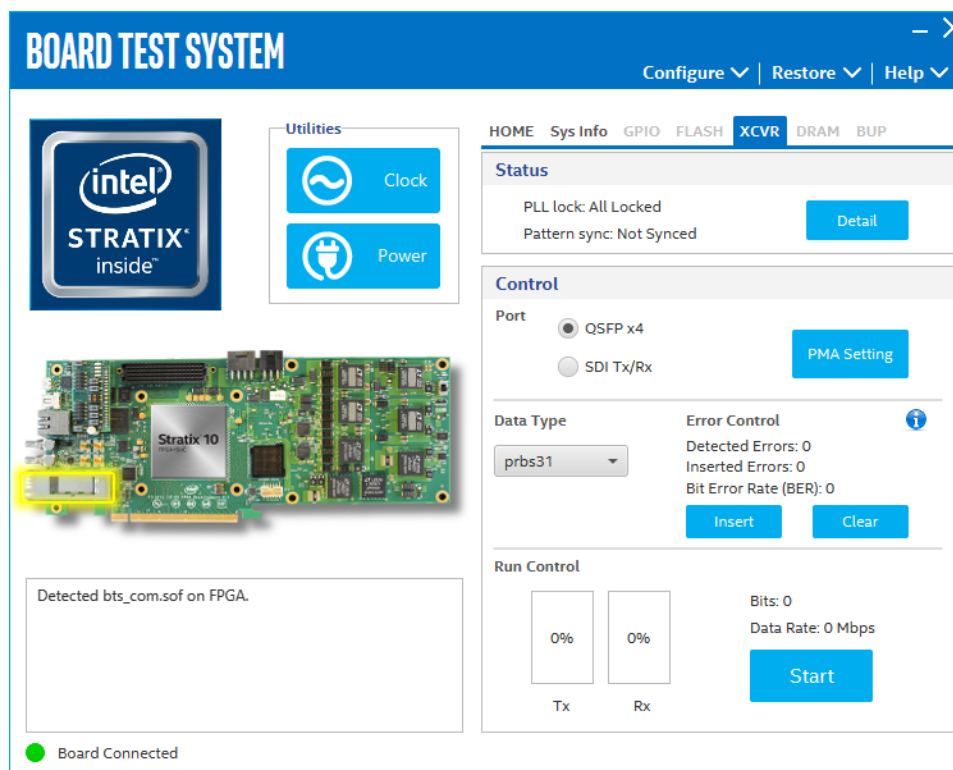 BOARD TEST SYSTEM
Configure
Restore
Help
intel
STRATIX
inside™
Utilities
Clock
Power
HOME Sys Info GPIO FLASH XCVR DRAM BUP
Status
PLL lock: All Locked
Pattern sync: Not Synced
Detail
Control
Port
QSFP x4
SDI Tx/Rx
PMA Setting
Stratix 10
Data Type
prbs31
Error Control
Detected Errors: 0
Inserted Errors: 0
Bit Error Rate (BER): 0
Insert
Clear
Run Control
0%
0%
Tx
Rx
Bits: 0
Data Rate: 0 Mbps
Start
Detected bts_com.sof on FPGA.
Board Connected